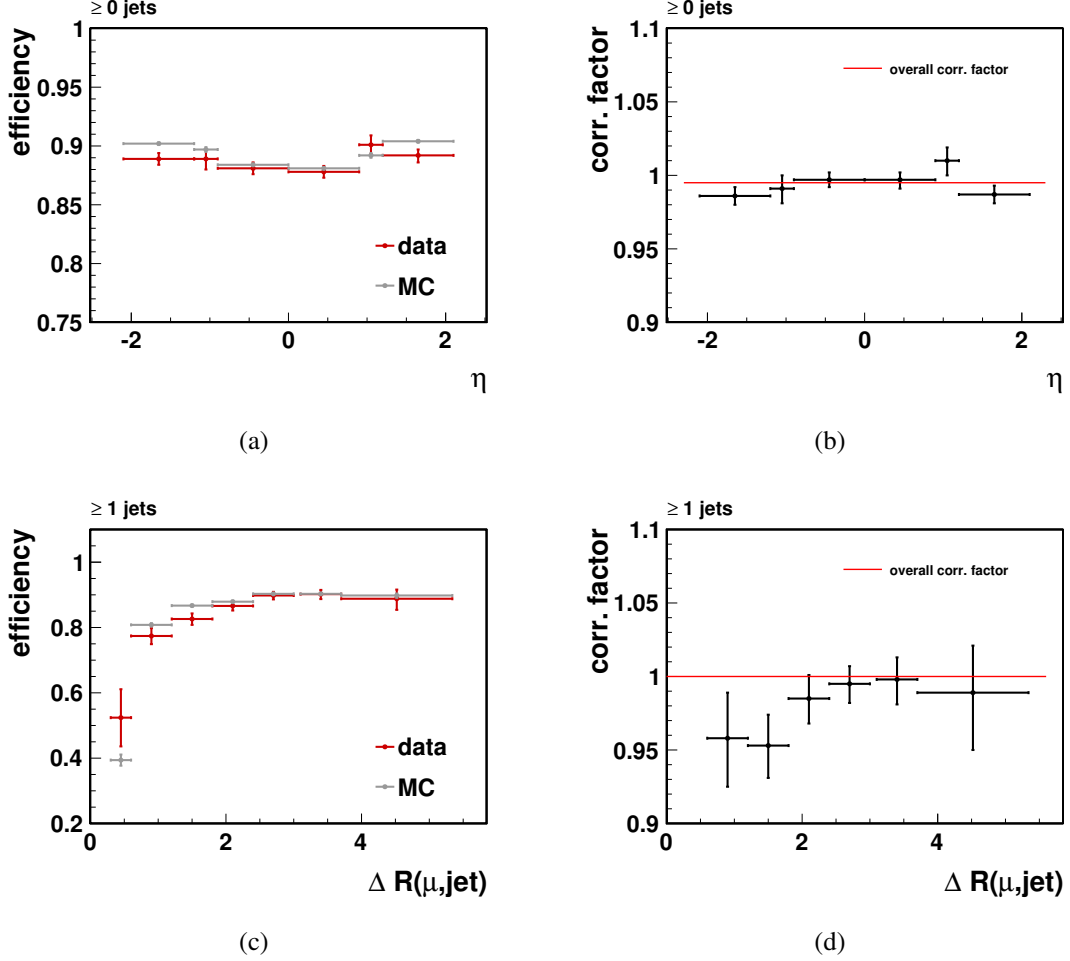 ≥ 0 jets
efficiency
1
0.95
0.9
0.85
0.8
0.75
data
MC
-2 0 2
η
(a)
≥ 0 jets
corr. factor
1.1
1.05
1
0.95
0.9
overall corr. factor
-2 0 2
η
(b)
≥ 1 jets
efficiency
1
0.8
0.6
0.4
0.2
data
MC
0 2 4
Δ R(μ,jet)
(c)
≥ 1 jets
corr. factor
1.1
1.05
1
0.95
0.9
overall corr. factor
0 2 4
Δ R(μ,jet)
(d)